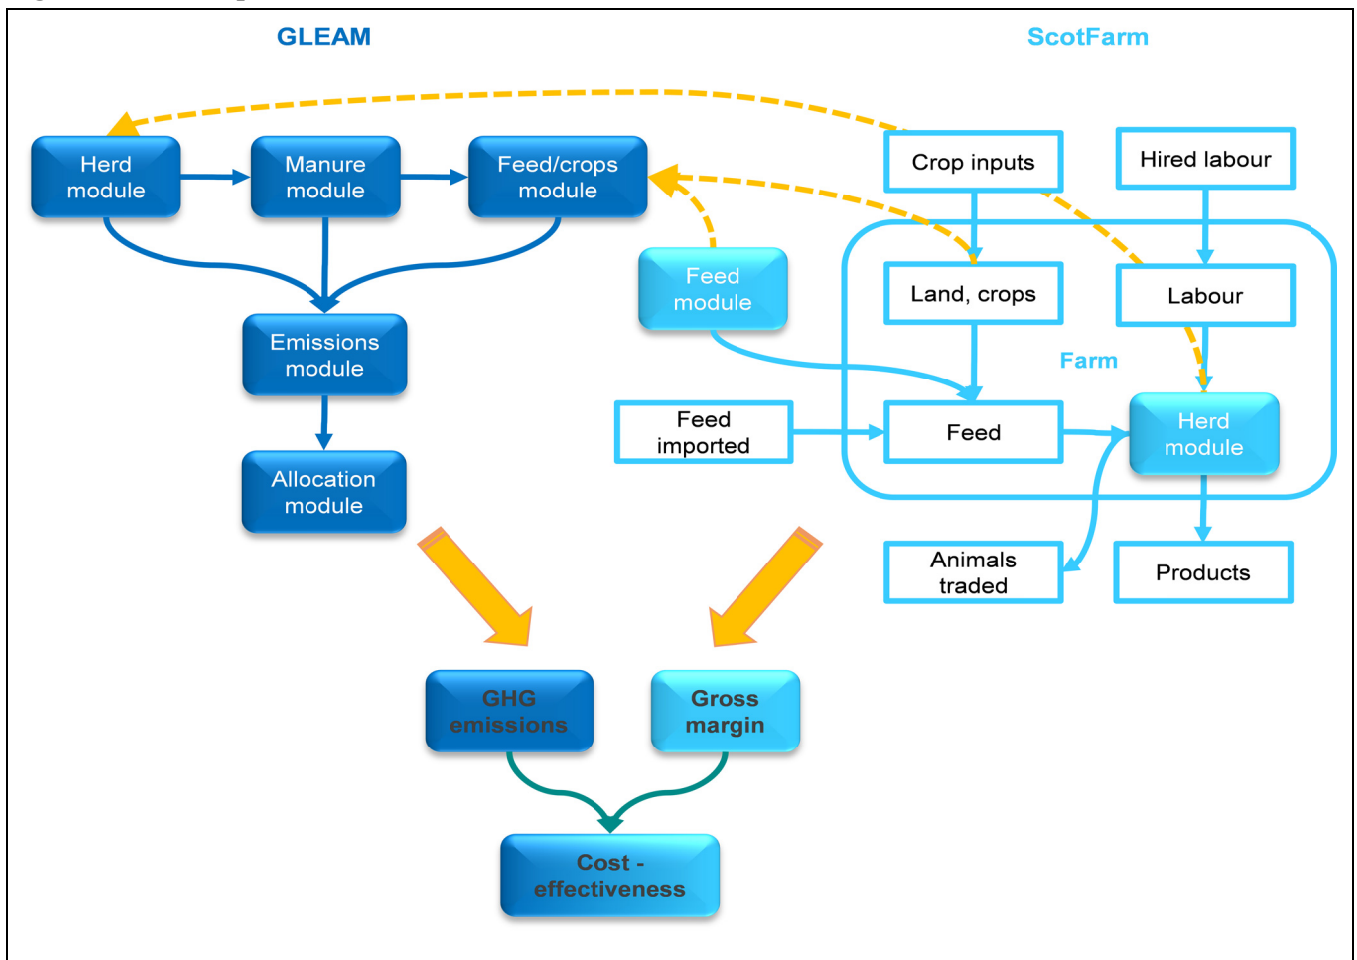 GLEAM
ScotFarm
Herd
module
Manure
module
Feed/crops
module
Crop inputs
Hired labour
Feed
module
Land, crops
Labour
Emissions
module
Farm
Feed
imported
Feed
Herd
module
Allocation
module
Animals
traded
Products
GHG
emissions
Gross
margin
Cost -
effectiveness